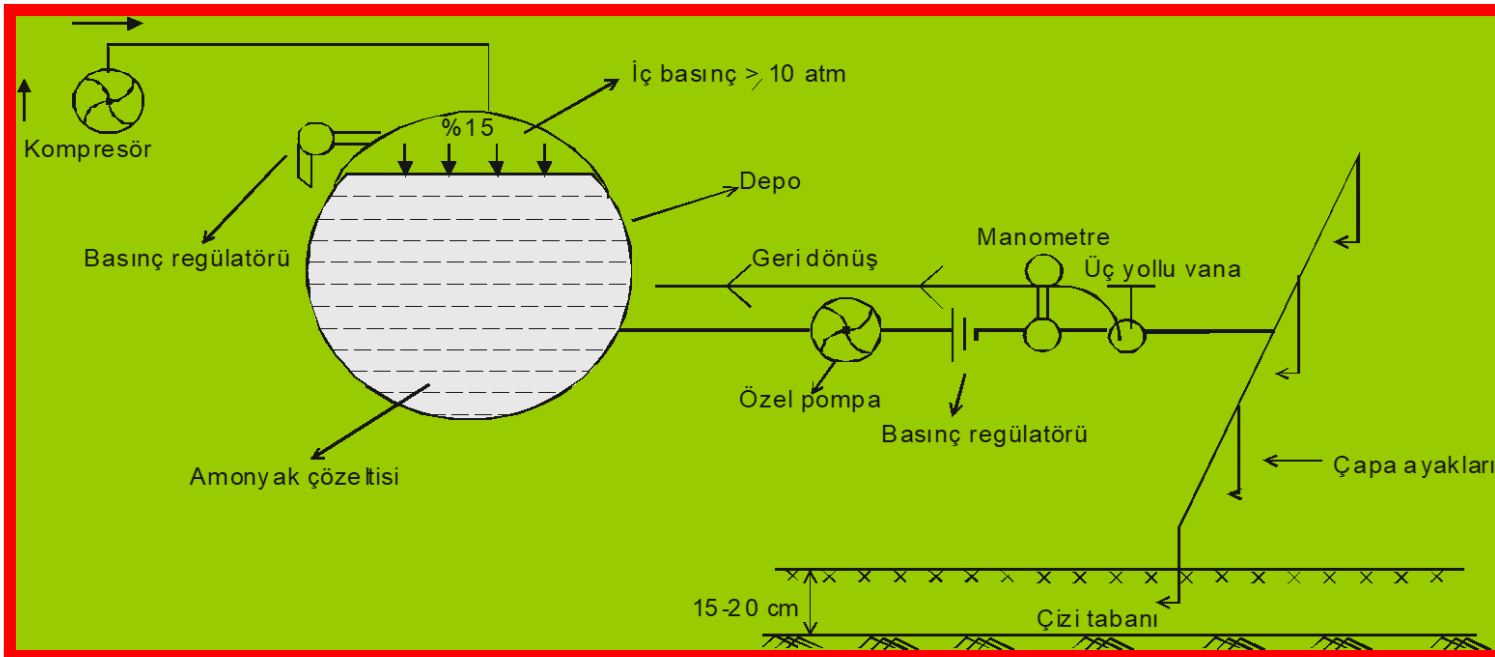 İç basınç ≥ 10 atm
%15
Kompresör
Depo
Basınç regülatörü
Manometre
Geri dönüş
Üç yollu vana
Özel pompa
Basınç regülatörü
Amonyak çözeltisi
Çapa ayakları
15-20 cm
Çizi tabanı